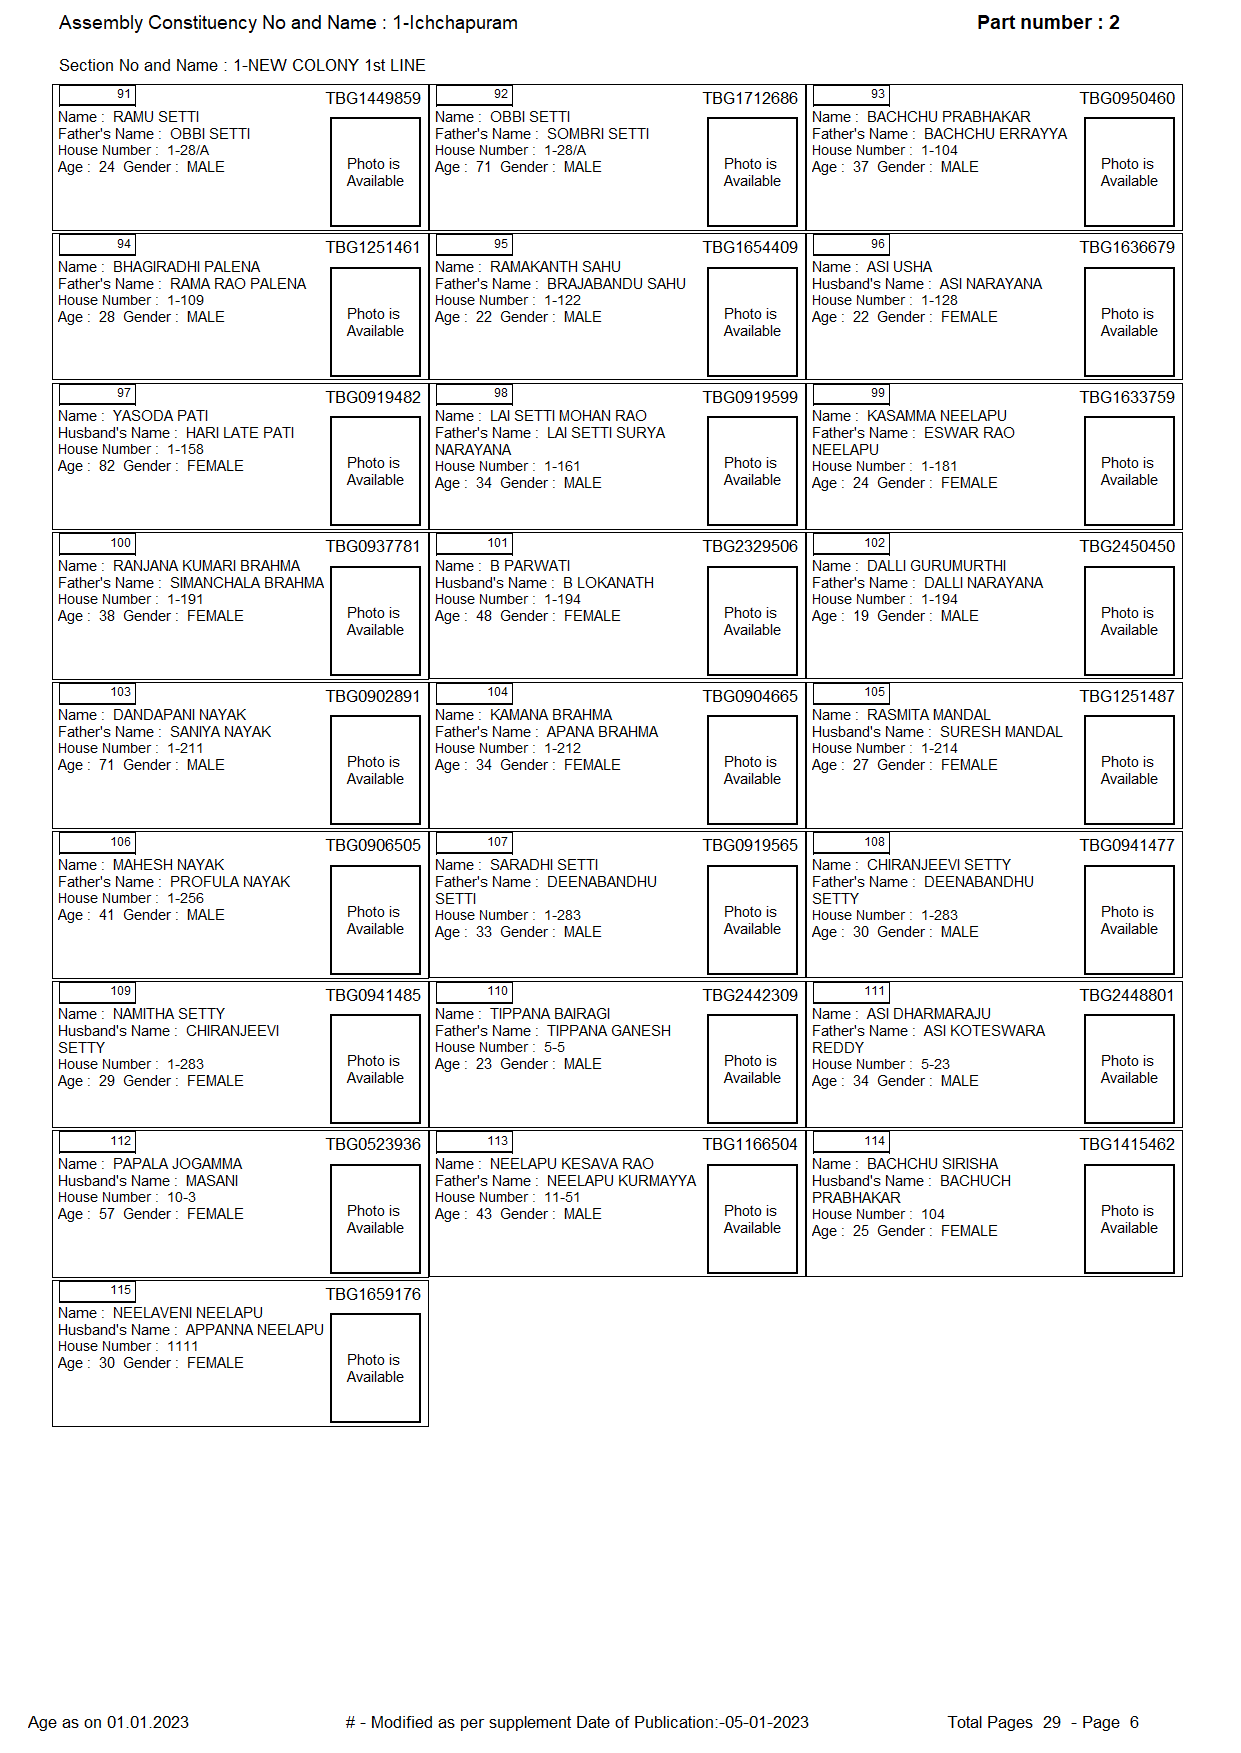 Assembly Constituency No and Name : 1-Ichchapuram
Part number : 2
Section No and Name : 1-NEW COLONY 1st LINE
91
TBG1449859
Name : RAMU SETTI
Father's Name : OBBI SETTI
House Number : 1-28/A
Age : 24 Gender : MALE
Photo is
Available
92
TBG1712686
Name : OBBI SETTI
Father's Name : SOMBRI SETTI
House Number : 1-28/A
Age : 71 Gender : MALE
Photo is
Available
93
TBG0950460
Name : BACHCHU PRABHAKAR
Father's Name : BACHCHU ERRAYYA
House Number : 1-104
Age : 37 Gender : MALE
Photo is
Available
94
TBG1251461
Name : BHAGIRADHI PALENA
Father's Name : RAMA RAO PALENA
House Number : 1-109
Age : 28 Gender : MALE
Photo is
Available
95
TBG1654409
Name : RAMAKANTH SAHU
Father's Name : BRAJABANDU SAHU
House Number : 1-122
Age : 22 Gender : MALE
Photo is
Available
96
TBG1636679
Name : ASI USHA
Husband's Name : ASI NARAYANA
House Number : 1-128
Age : 22 Gender : FEMALE
Photo is
Available
97
TBG0919482
Name : YASODA PATI
Husband's Name : HARI LATE PATI
House Number : 1-158
Age : 82 Gender : FEMALE
Photo is
Available
98
TBG0919599
Name : LAI SETTI MOHAN RAO
Father's Name : LAI SETTI SURYA
NARAYANA
House Number : 1-161
Age : 34 Gender : MALE
Photo is
Available
99
TBG1633759
Name : KASAMMA NEELAPU
Father's Name : ESWAR RAO
NEELAPU
House Number : 1-181
Age : 24 Gender : FEMALE
Photo is
Available
100
TBG0937781
Name : RANJANA KUMARI BRAHMA
Father's Name : SIMANCHALA BRAHMA
House Number : 1-191
Age : 38 Gender : FEMALE
Photo is
Available
101
TBG2329506
Name : B PARWATI
Husband's Name : B LOKANATH
House Number : 1-194
Age : 48 Gender : FEMALE
Photo is
Available
102
TBG2450450
Name : DALLI GURUMURTHI
Father's Name : DALLI NARAYANA
House Number : 1-194
Age : 19 Gender : MALE
Photo is
Available
103
TBG0902891
Name : DANDAPANI NAYAK
Father's Name : SANIYA NAYAK
House Number : 1-211
Age : 71 Gender : MALE
Photo is
Available
104
TBG0904665
Name : KAMANA BRAHMA
Father's Name : APANA BRAHMA
House Number : 1-212
Age : 34 Gender : FEMALE
Photo is
Available
105
TBG1251487
Name : RASMITA MANDAL
Husband's Name : SURESH MANDAL
House Number : 1-214
Age : 27 Gender : FEMALE
Photo is
Available
106
TBG0906505
Name : MAHESH NAYAK
Father's Name : PROFULA NAYAK
House Number : 1-256
Age : 41 Gender : MALE
Photo is
Available
107
TBG0919565
Name : SARADHI SETTI
Father's Name : DEENABANDHU
SETTI
House Number : 1-283
Age : 33 Gender : MALE
Photo is
Available
108
TBG0941477
Name : CHIRANJEEVI SETTY
Father's Name : DEENABANDHU
SETTY
House Number : 1-283
Age : 30 Gender : MALE
Photo is
Available
109
TBG0941485
Name : NAMITHA SETTY
Husband's Name : CHIRANJEEVI
SETTY
House Number : 1-283
Age : 29 Gender : FEMALE
Photo is
Available
110
TBG2442309
Name : TIPPANA BAIRAGI
Father's Name : TIPPANA GANESH
House Number : 5-5
Age : 23 Gender : MALE
Photo is
Available
111
TBG2448801
Name : ASI DHARMARAJU
Father's Name : ASI KOTESWARA
REDDY
House Number : 5-23
Age : 34 Gender : MALE
Photo is
Available
112
TBG0523936
Name : PAPALA JOGAMMA
Husband's Name : MASANI
House Number : 10-3
Age : 57 Gender : FEMALE
Photo is
Available
113
TBG1166504
Name : NEELAPU KESAVA RAO
Father's Name : NEELAPU KURMAYYA
House Number : 11-51
Age : 43 Gender : MALE
Photo is
Available
114
TBG1415462
Name : BACHCHU SIRISHA
Husband's Name : BACHUCH
PRABHAKAR
House Number : 104
Age : 25 Gender : FEMALE
Photo is
Available
115
TBG1659176
Name : NEELAVENI NEELAPU
Husband's Name : APPANNA NEELAPU
House Number : 1111
Age : 30 Gender : FEMALE
Photo is
Available
Age as on 01.01.2023
# - Modified as per supplement Date of Publication:-05-01-2023
Total Pages 29 - Page 6